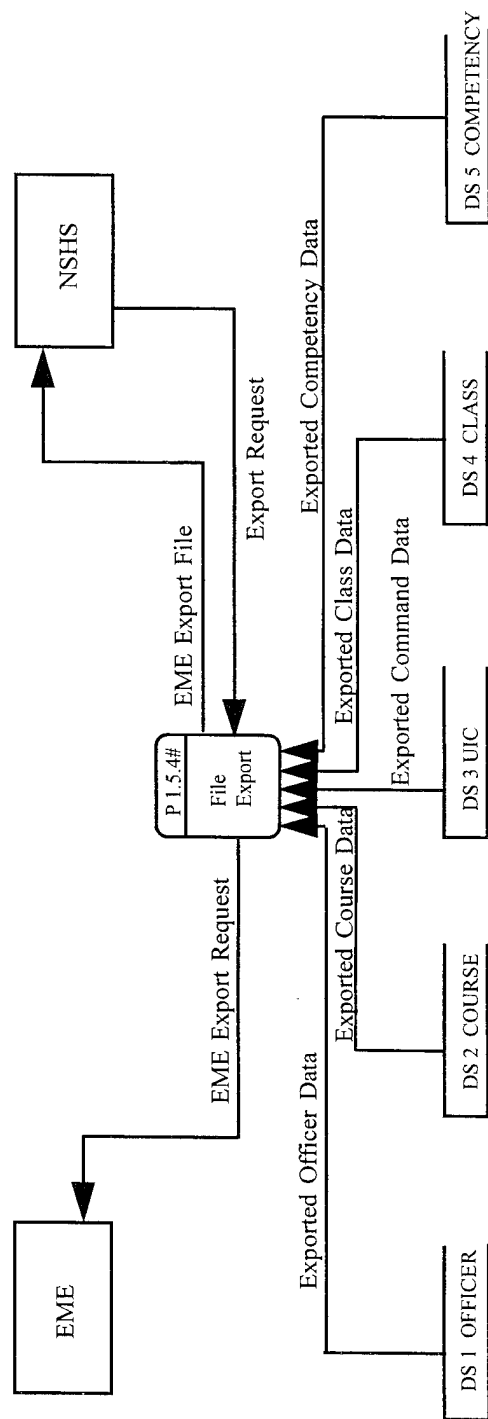 EME
NSHS
EME Export Request
EME Export File
P 1.5.4#
File
Export
Export Request
Exported Officer Data
Exported Course Data
Exported Command Data
Exported Class Data
Exported Competency Data
DS 1 OFFICER
DS 2 COURSE
DS 3 UIC
DS 4 CLASS
DS 5 COMPETENCY